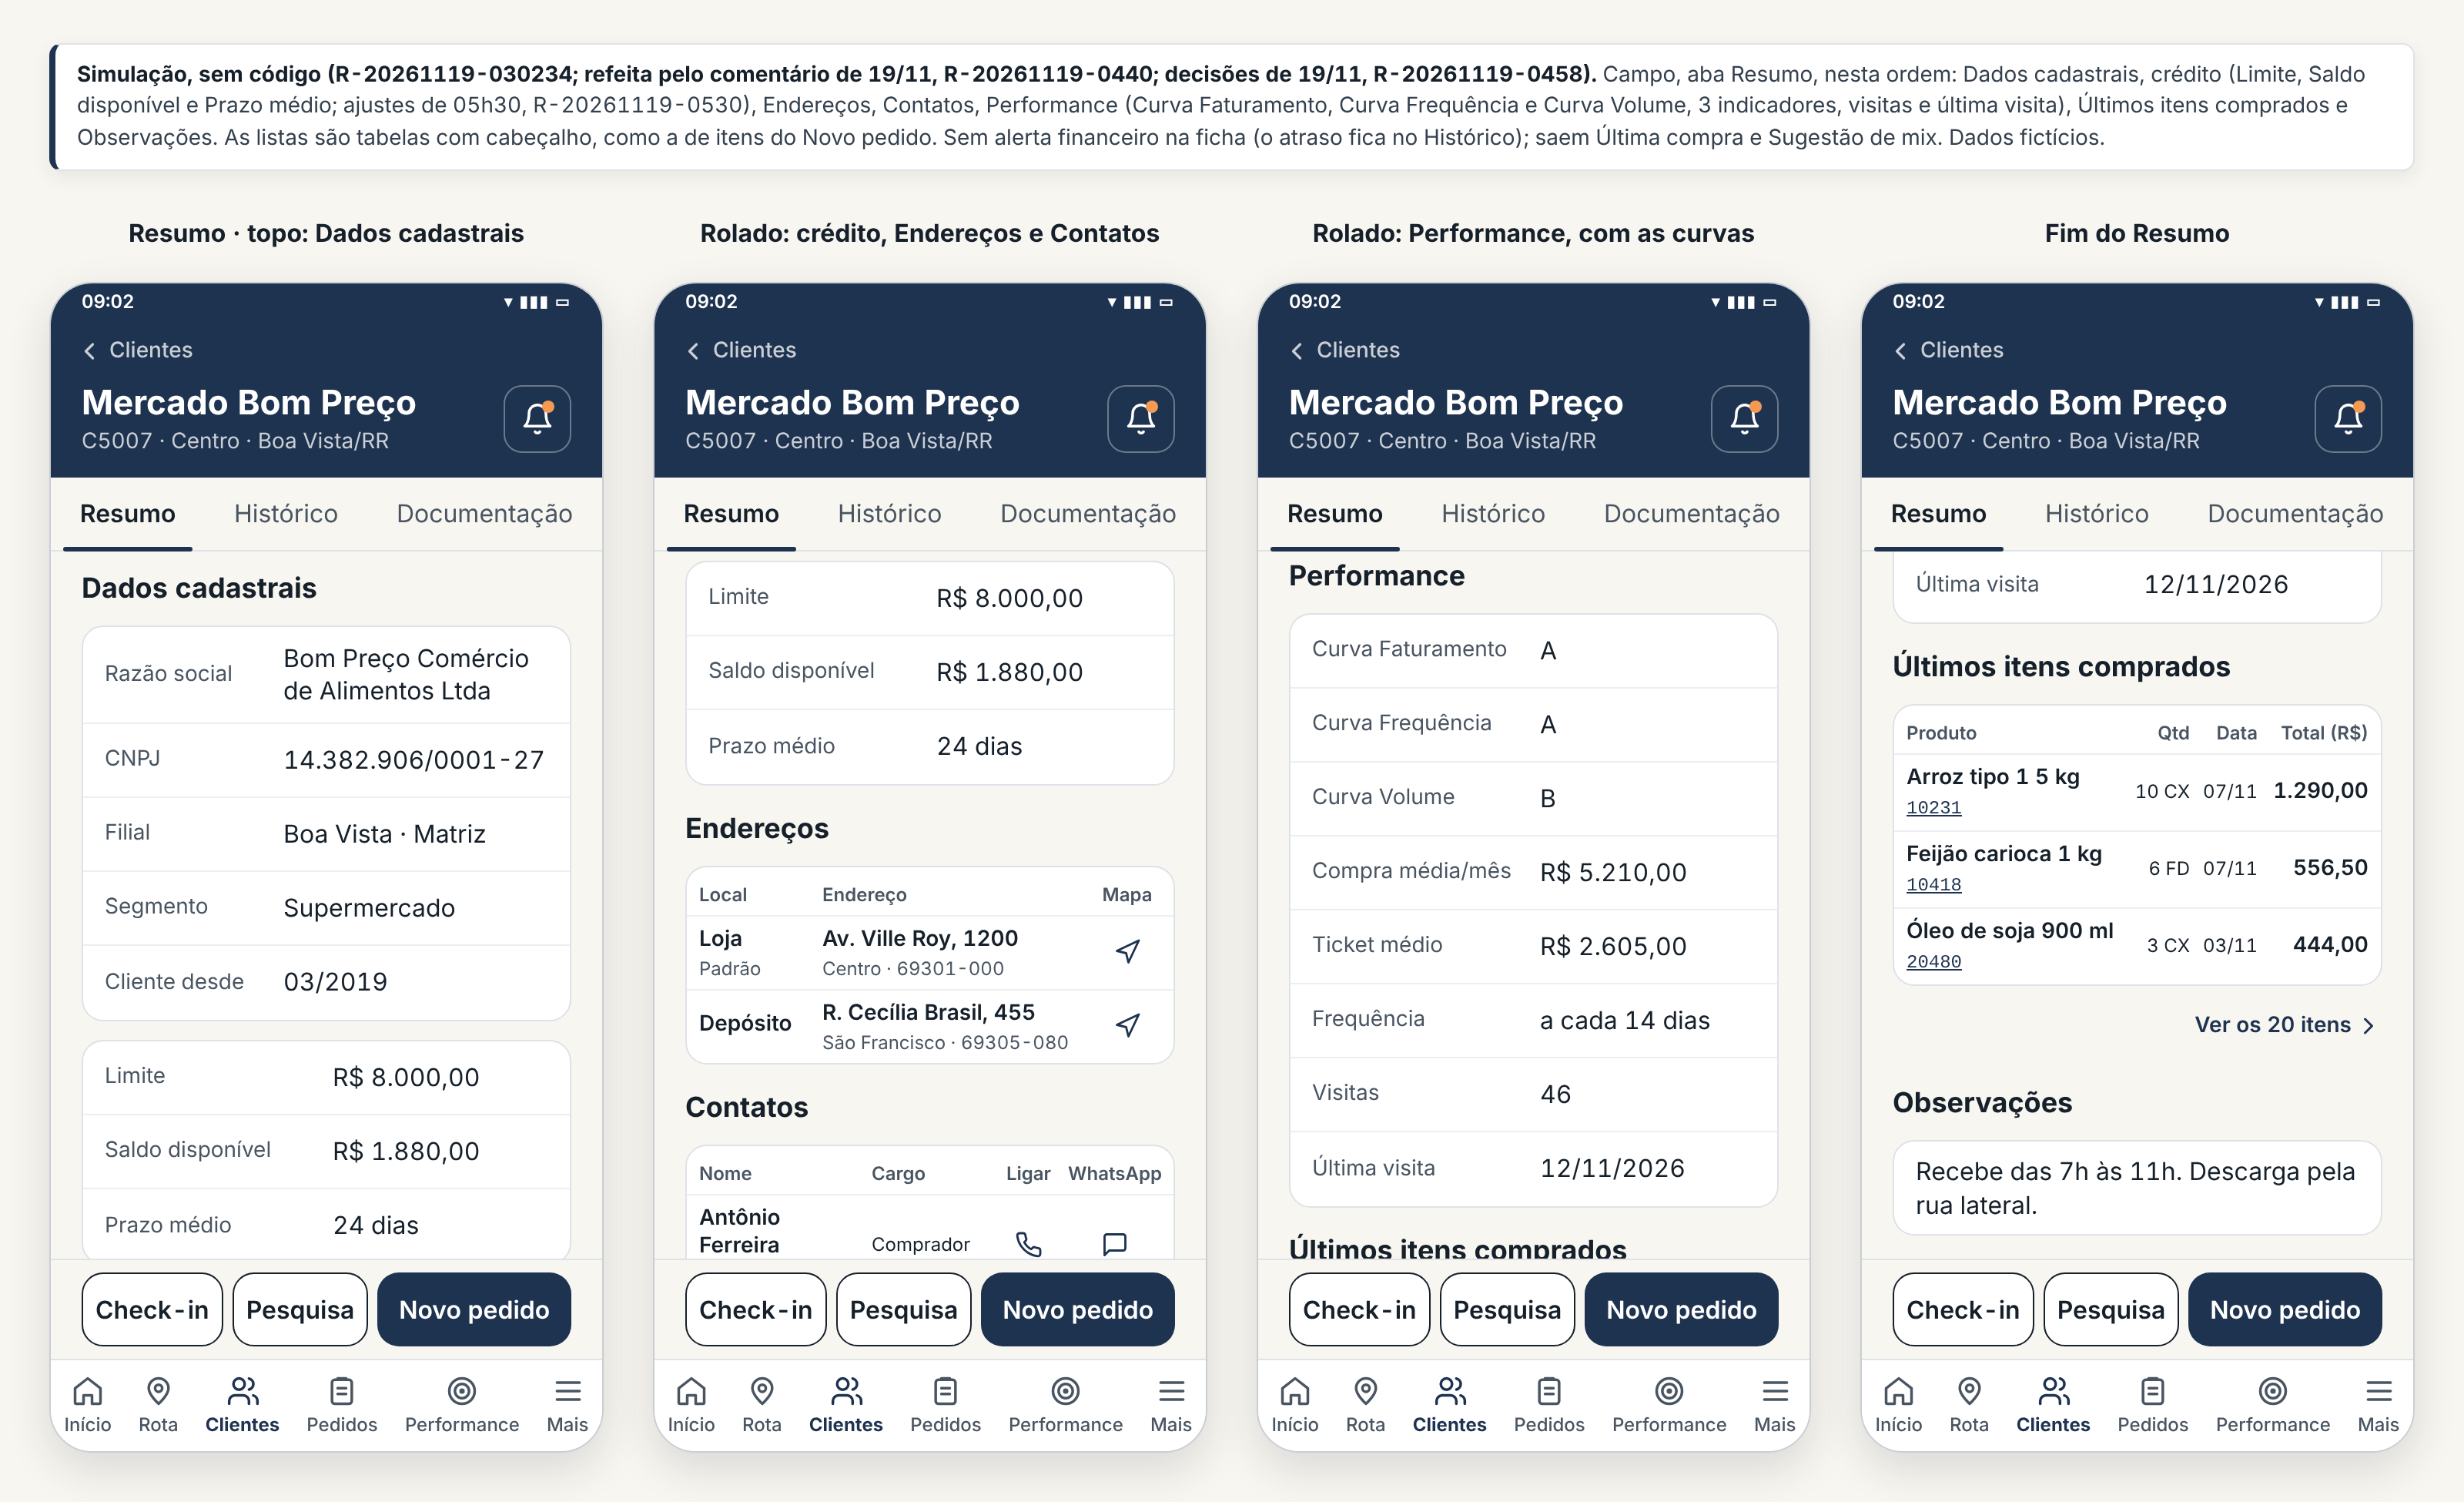 Simulação, sem código (R-20261119-030234; refeita pelo comentário de 19/11, R-20261119-0440; decisões de 19/11, R-20261119-0458). Campo, aba Resumo, nesta ordem: Dados cadastrais, crédito (Limite, Saldo
disponível e Prazo médio; ajustes de 05h30, R-20261119-0530), Endereços, Contatos, Performance (Curva Faturamento, Curva Frequência e Curva Volume, 3 indicadores, visitas e última visita), Últimos itens comprados e
Observações. As listas são tabelas com cabeçalho, como a de itens do Novo pedido. Sem alerta financeiro na ficha (o atraso fica no Histórico); saem Última compra e Sugestão de mix. Dados fictícios.
Resumo · topo: Dados cadastrais
09:02
Clientes
Mercado Bom Preço
C5007 · Centro · Boa Vista/RR
Resumo Histórico Documentação
Dados cadastrais
Razão social Bom Preço Comércio
de Alimentos Ltda
CNPJ 14.382.906/0001-27
Filial Boa Vista · Matriz
Segmento Supermercado
Cliente desde 03/2019
Limite R$ 8.000,00
Saldo disponível R$ 1.880,00
Prazo médio 24 dias
Check-in Pesquisa Novo pedido
Início Rota Clientes Pedidos Performance Mais
Rolado: crédito, Endereços e Contatos
09:02
Clientes
Mercado Bom Preço
C5007 · Centro · Boa Vista/RR
Resumo Histórico Documentação
Limite R$ 8.000,00
Saldo disponível R$ 1.880,00
Prazo médio 24 dias
Endereços
Local Endereço Mapa
Loja Av. Ville Roy, 1200
Padrão Centro · 69301-000
Depósito R. Cecília Brasil, 455
São Francisco · 69305-080
Contatos
Nome Cargo Ligar WhatsApp
Antônio
Ferreira Comprador
Check-in Pesquisa Novo pedido
Início Rota Clientes Pedidos Performance Mais
Rolado: Performance, com as curvas
09:02
Clientes
Mercado Bom Preço
C5007 · Centro · Boa Vista/RR
Resumo Histórico Documentação
Performance
Curva Faturamento A
Curva Frequência A
Curva Volume B
Compra média/mês R$ 5.210,00
Ticket médio R$ 2.605,00
Frequência a cada 14 dias
Visitas 46
Última visita 12/11/2026
Últimos itens comprados
Check-in Pesquisa Novo pedido
Início Rota Clientes Pedidos Performance Mais
Fim do Resumo
09:02
Clientes
Mercado Bom Preço
C5007 · Centro · Boa Vista/RR
Resumo Histórico Documentação
Última visita 12/11/2026
Últimos itens comprados
Produto Qtd Data Total (R$)
Arroz tipo 1 5 kg 10 CX 07/11 1.290,00
10231
Feijão carioca 1 kg 6 FD 07/11 556,50
10418
Óleo de soja 900 ml 3 CX 03/11 444,00
20480
Ver os 20 itens
Observações
Recebe das 7h às 11h. Descarga pela
rua lateral.
Check-in Pesquisa Novo pedido
Início Rota Clientes Pedidos Performance Mais